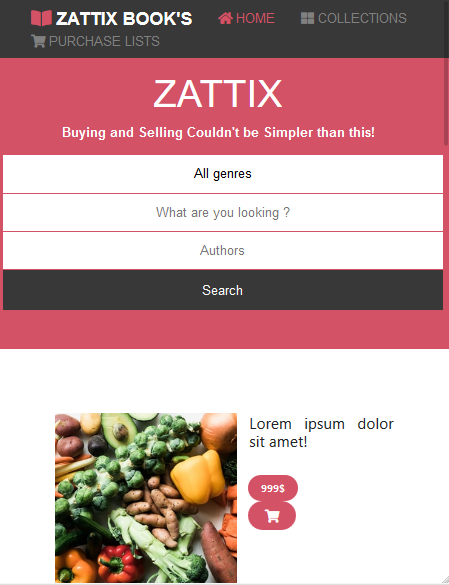 ZATTIX BOOK'S HOME COLLECTIONS
PURCHASE LISTS
ZATTIX
Buying and Selling Couldn't be Simpler than this!
All genres
What are you looking ?
Authors
Search
Lorem ipsum dolor
sit amet!
999$